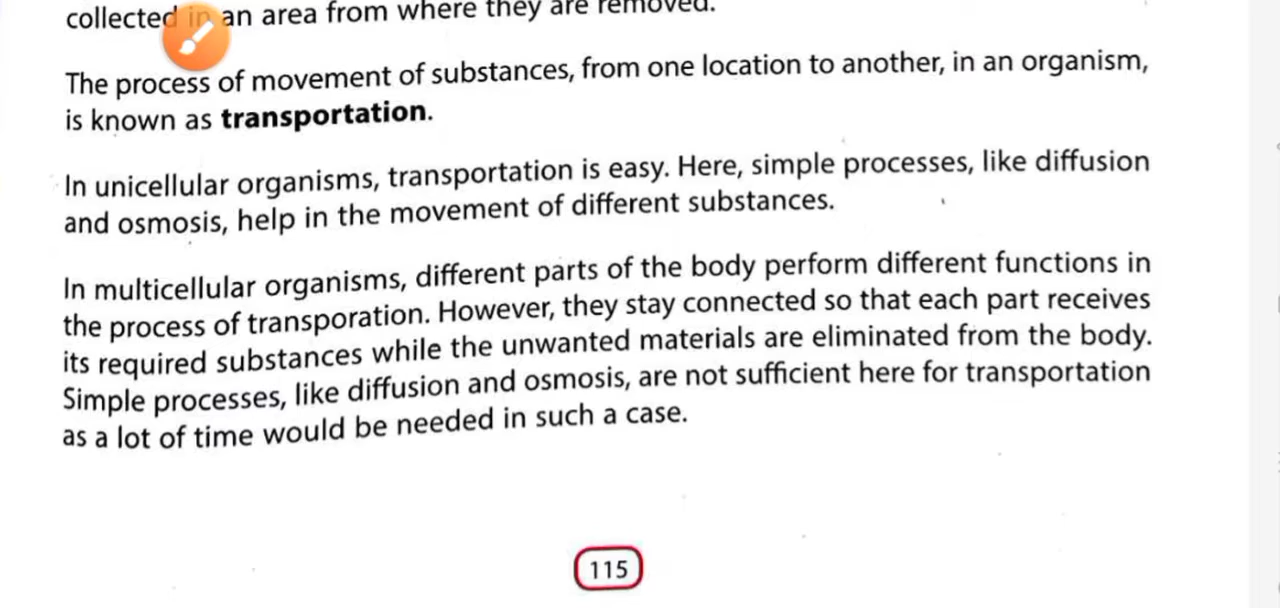 collected in an area from where they are removed.
The process of movement of substances, from one location to another, in an organism,
is known as transportation.
In unicellular organisms, transportation is easy. Here, simple processes, like diffusion
and osmosis, help in the movement of different substances.
In multicellular organisms, different parts of the body perform different functions in
the process of transporation. However, they stay connected so that each part receives
its required substances while the unwanted materials are eliminated from the body.
Simple processes, like diffusion and osmosis, are not sufficient here for transportation
as a lot of time would be needed in such a case.
115